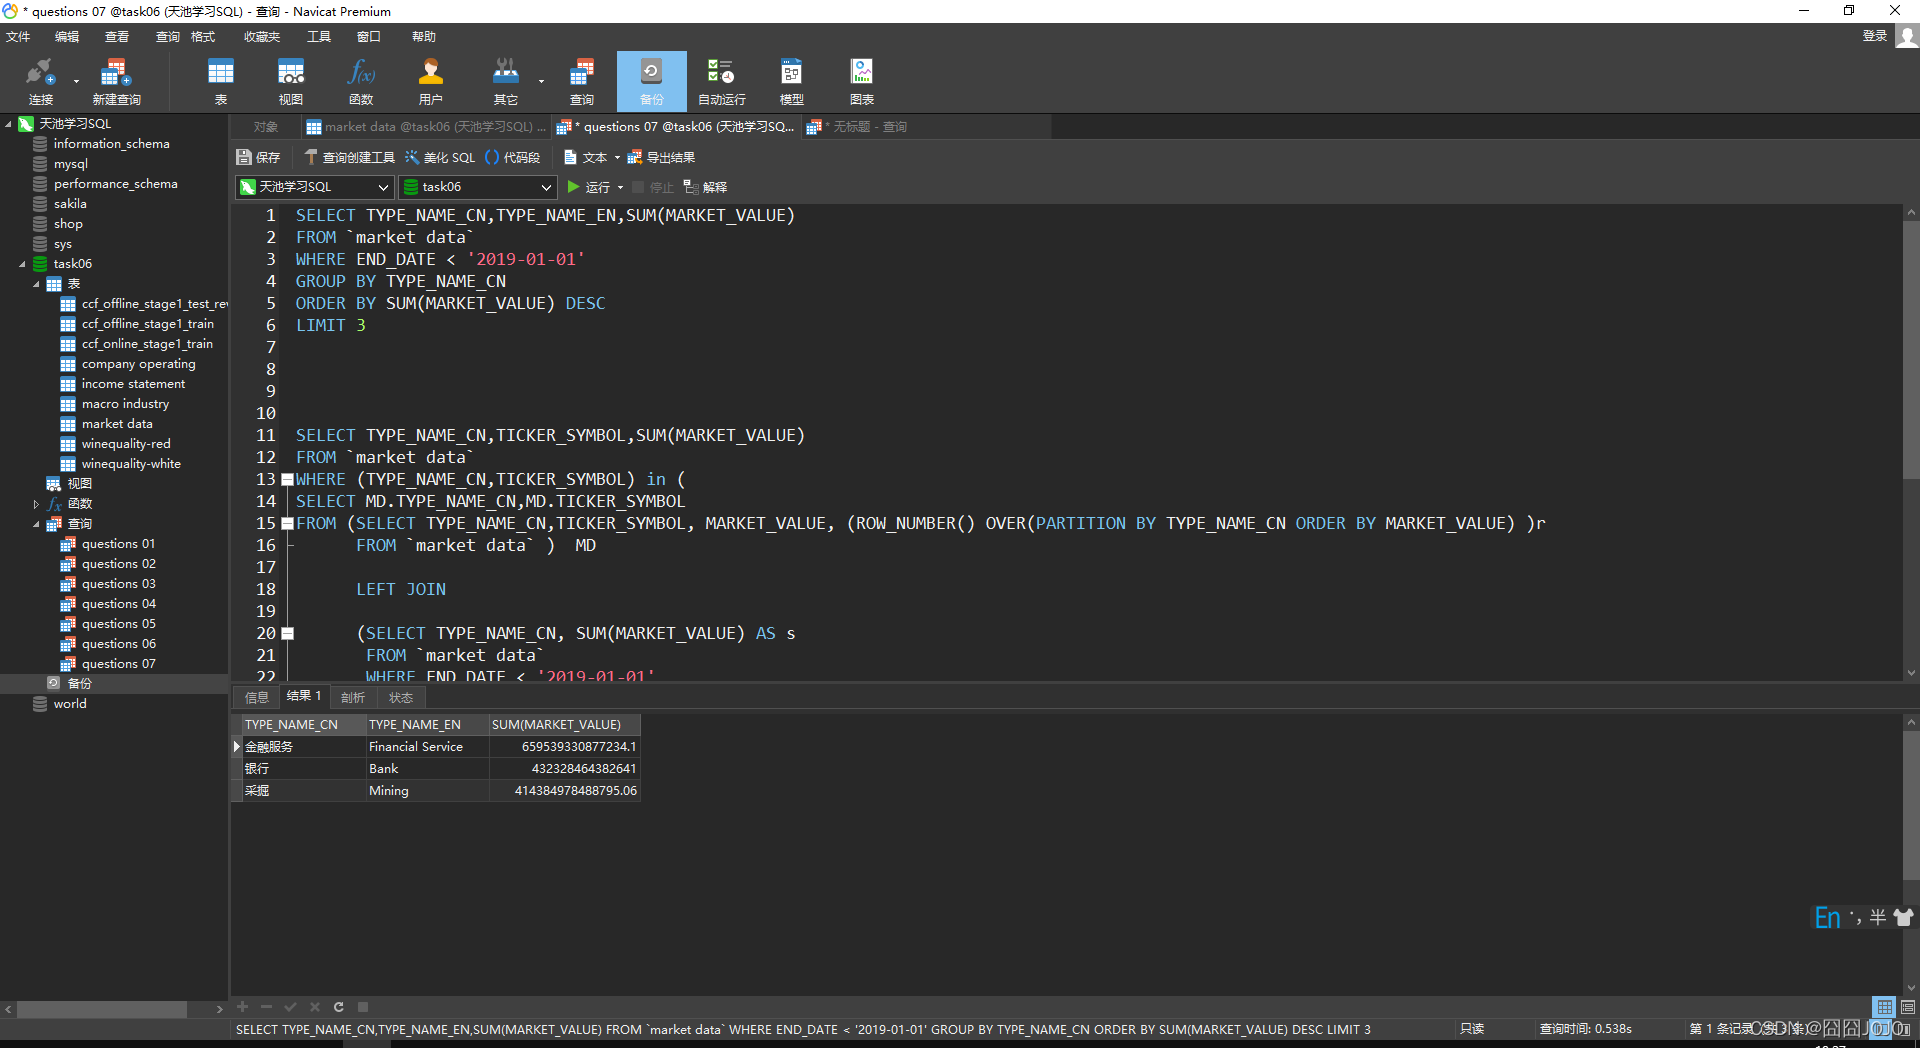 * questions 07 @task06 (天池学习SQL) - 查询 - Navicat Premium
文件 编辑 查看 查询 格式 收藏夹 工具 窗口 帮助 登录
连接 新建查询 表 视图 函数 用户 其它 查询 备份 自动运行 模型 图表
天池学习SQL
information_schema
mysql
performance_schema
sakila
shop
sys
task06
表
ccf_offline_stage1_test_rev
ccf_offline_stage1_train
ccf_online_stage1_train
company operating
income statement
macro industry
market data
winequality-red
winequality-white
视图
函数
查询
questions 01
questions 02
questions 03
questions 04
questions 05
questions 06
questions 07
备份
world
对象 market data @task06 (天池学习SQL) ... * questions 07 @task06 (天池学习SQ... * 无标题 - 查询
保存 查询创建工具 美化 SQL 代码段 文本 导出结果
天池学习SQL task06 运行 停止 解释
1 SELECT TYPE_NAME_CN,TYPE_NAME_EN,SUM(MARKET_VALUE)
2 FROM `market data`
3 WHERE END_DATE < '2019-01-01'
4 GROUP BY TYPE_NAME_CN
5 ORDER BY SUM(MARKET_VALUE) DESC
6 LIMIT 3
7
8
9
10
11 SELECT TYPE_NAME_CN,TICKER_SYMBOL,SUM(MARKET_VALUE)
12 FROM `market data`
13 WHERE (TYPE_NAME_CN,TICKER_SYMBOL) in (
14 SELECT MD.TYPE_NAME_CN,MD.TICKER_SYMBOL
15 FROM (SELECT TYPE_NAME_CN,TICKER_SYMBOL, MARKET_VALUE, (ROW_NUMBER() OVER(PARTITION BY TYPE_NAME_CN ORDER BY MARKET_VALUE) )r
16 FROM `market data` ) MD
17
18 LEFT JOIN
19
20 (SELECT TYPE_NAME_CN, SUM(MARKET_VALUE) AS s
21 FROM `market data`
22 WHERE END_DATE < '2019-01-01'
信息 结果 1 剖析 状态
TYPE_NAME_CN TYPE_NAME_EN SUM(MARKET_VALUE)
金融服务 Financial Service 659539330877234.1
银行 Bank 432328464382641
采掘 Mining 414384978488795.06
En 半
SELECT TYPE_NAME_CN,TYPE_NAME_EN,SUM(MARKET_VALUE) FROM `market data` WHERE END_DATE < '2019-01-01' GROUP BY TYPE_NAME_CN ORDER BY SUM(MARKET_VALUE) DESC LIMIT 3 只读 查询时间: 0.538s 第 1 条记录 (共 3 条)
CSDN @囧囧JOJO